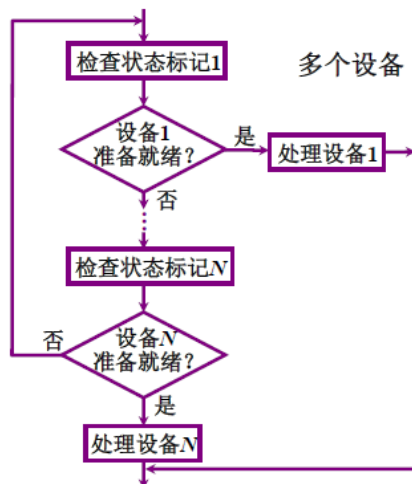 检查状态标记1
多个设备
设备1
准备就绪?
是
处理设备1
否
检查状态标记N
否
设备N
准备就绪?
是
处理设备N